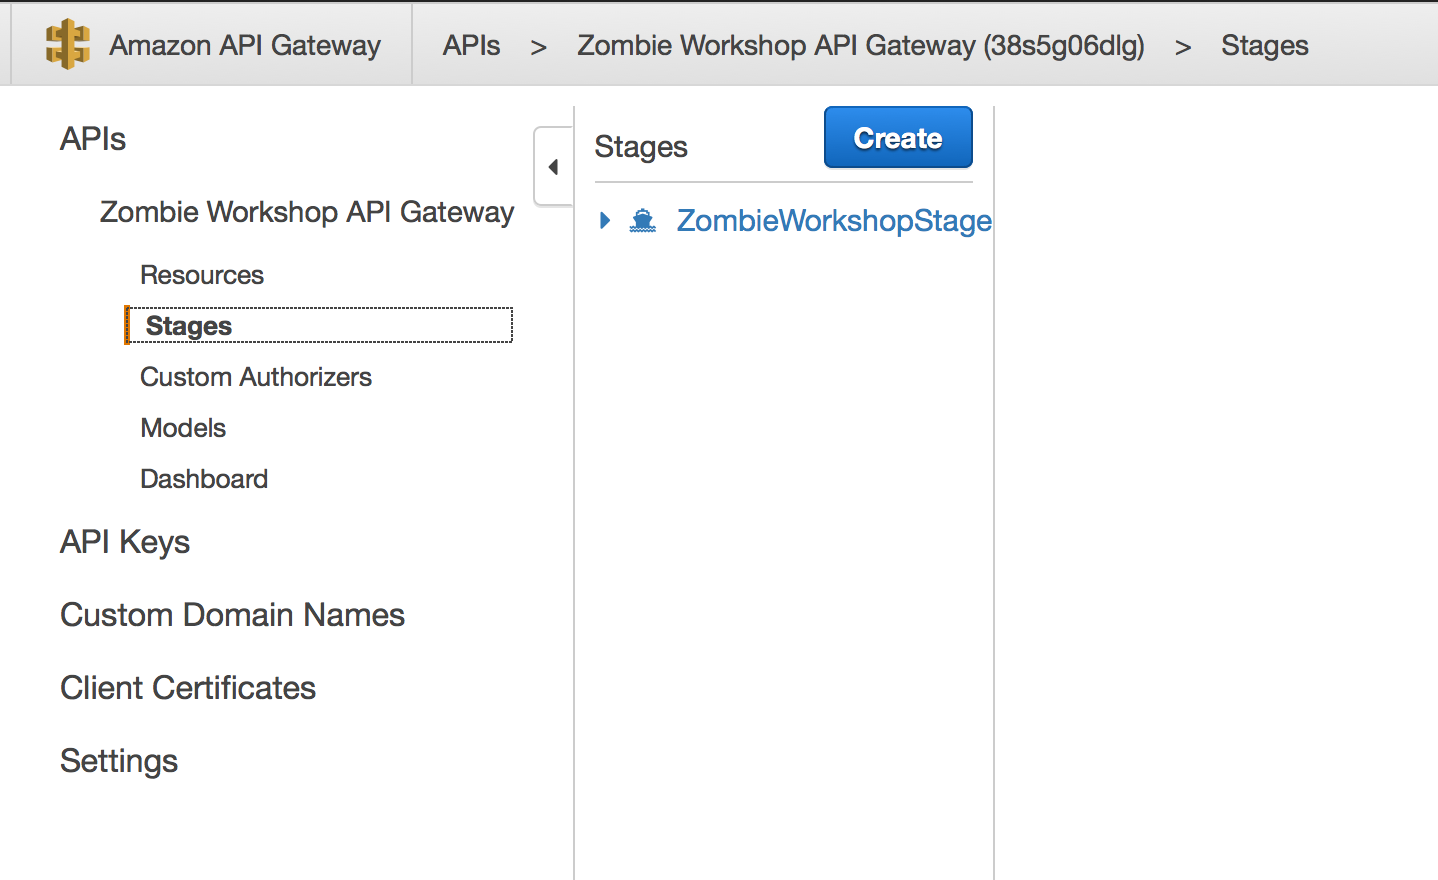 Amazon API Gateway
APIs > Zombie Workshop API Gateway (38s5g06dlg) > Stages
APIs
Zombie Workshop API Gateway
Resources
Stages
Custom Authorizers
Models
Dashboard
API Keys
Custom Domain Names
Client Certificates
Settings
Stages
Create
ZombieWorkshopStage